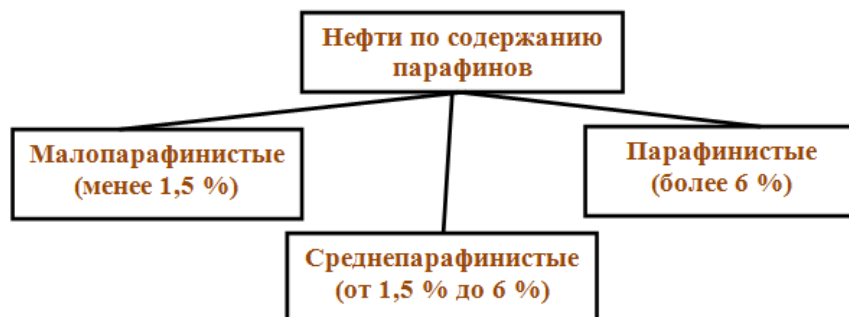 Нефти по содержанию
парафинов
Малопарафинистые
(менее 1,5 %)
Среднепарафинистые
(от 1,5 % до 6 %)
Парафинистые
(более 6 %)